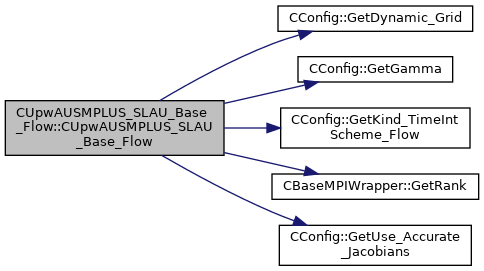 CUpwAUSMPLUS_SLAU_Base
_Flow::CUpwAUSMPLUS_SLAU
_Base_Flow
CConfig::GetDynamic_Grid
CConfig::GetGamma
CConfig::GetKind_TimeInt
Scheme_Flow
CBaseMPIWrapper::GetRank
CConfig::GetUse_Accurate
_Jacobians